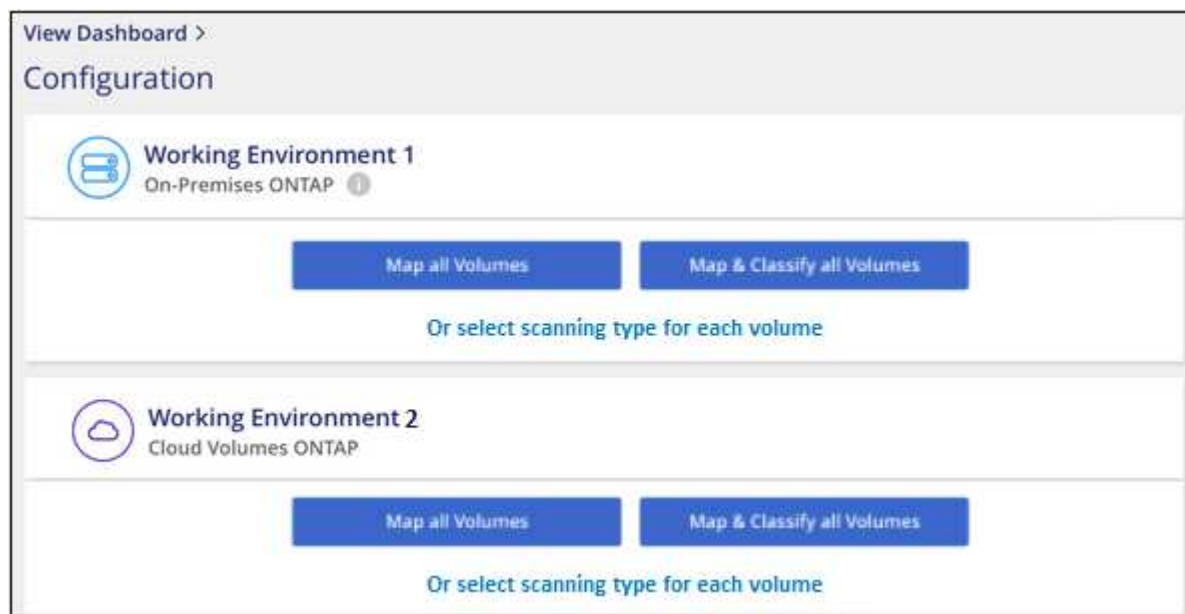 View Dashboard >
Configuration
Working Environment 1
On-Premises ONTAP i
Map all Volumes Map & Classify all Volumes
Or select scanning type for each volume
Working Environment 2
Cloud Volumes ONTAP
Map all Volumes Map & Classify all Volumes
Or select scanning type for each volume